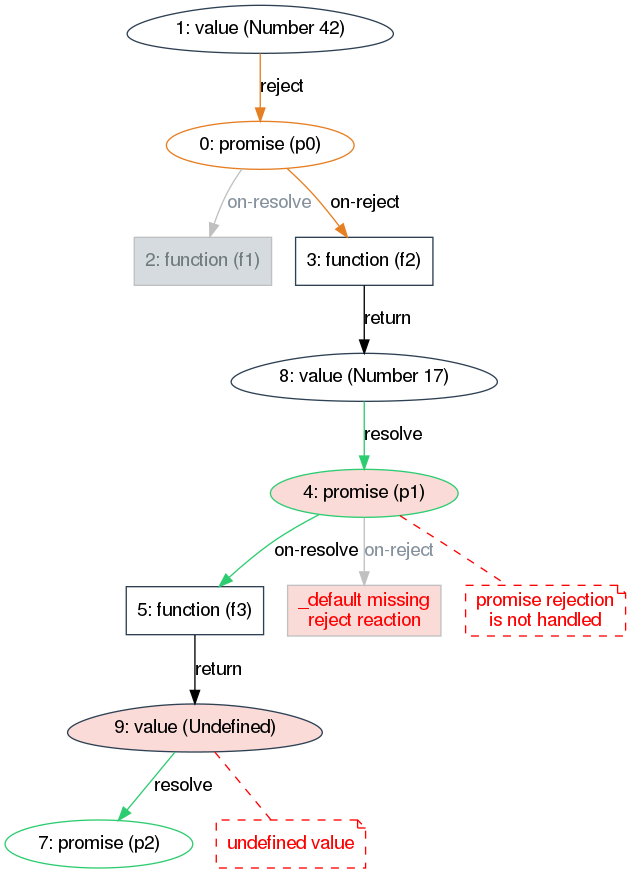 1: value (Number 42)
reject
0: promise (p0)
on-resolve
on-reject
2: function (f1)
3: function (f2)
return
8: value (Number 17)
resolve
4: promise (p1)
on-resolve
on-reject
5: function (f3)
_default missing
reject reaction
promise rejection
is not handled
return
9: value (Undefined)
resolve
7: promise (p2)
undefined value